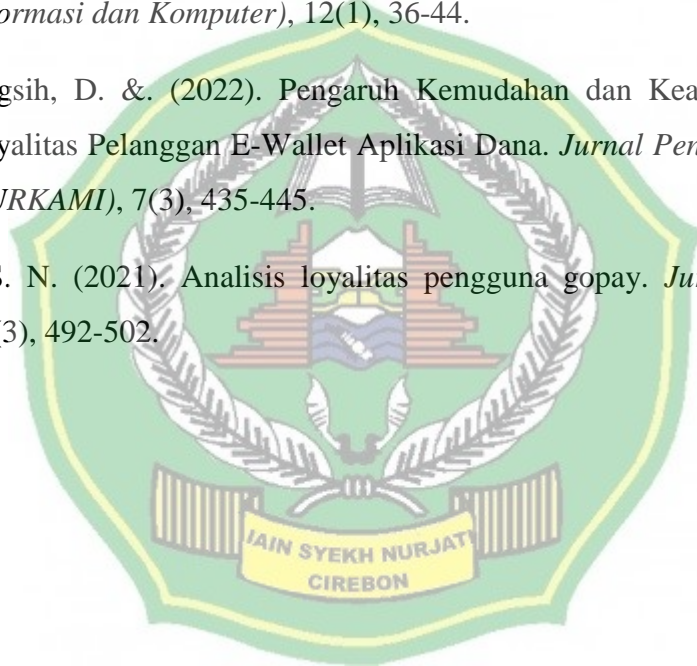 ormasi dan Komputer), 12(1), 36-44.
gsih, D. &. (2022). Pengaruh Kemudahan dan Kea
yalitas Pelanggan E-Wallet Aplikasi Dana. Jurnal Pen
URKAMI), 7(3), 435-445.
S. N. (2021). Analisis loyalitas pengguna gopay. Ju
(3), 492-502.
IAIN SYEKH NURJATI
CIREBON